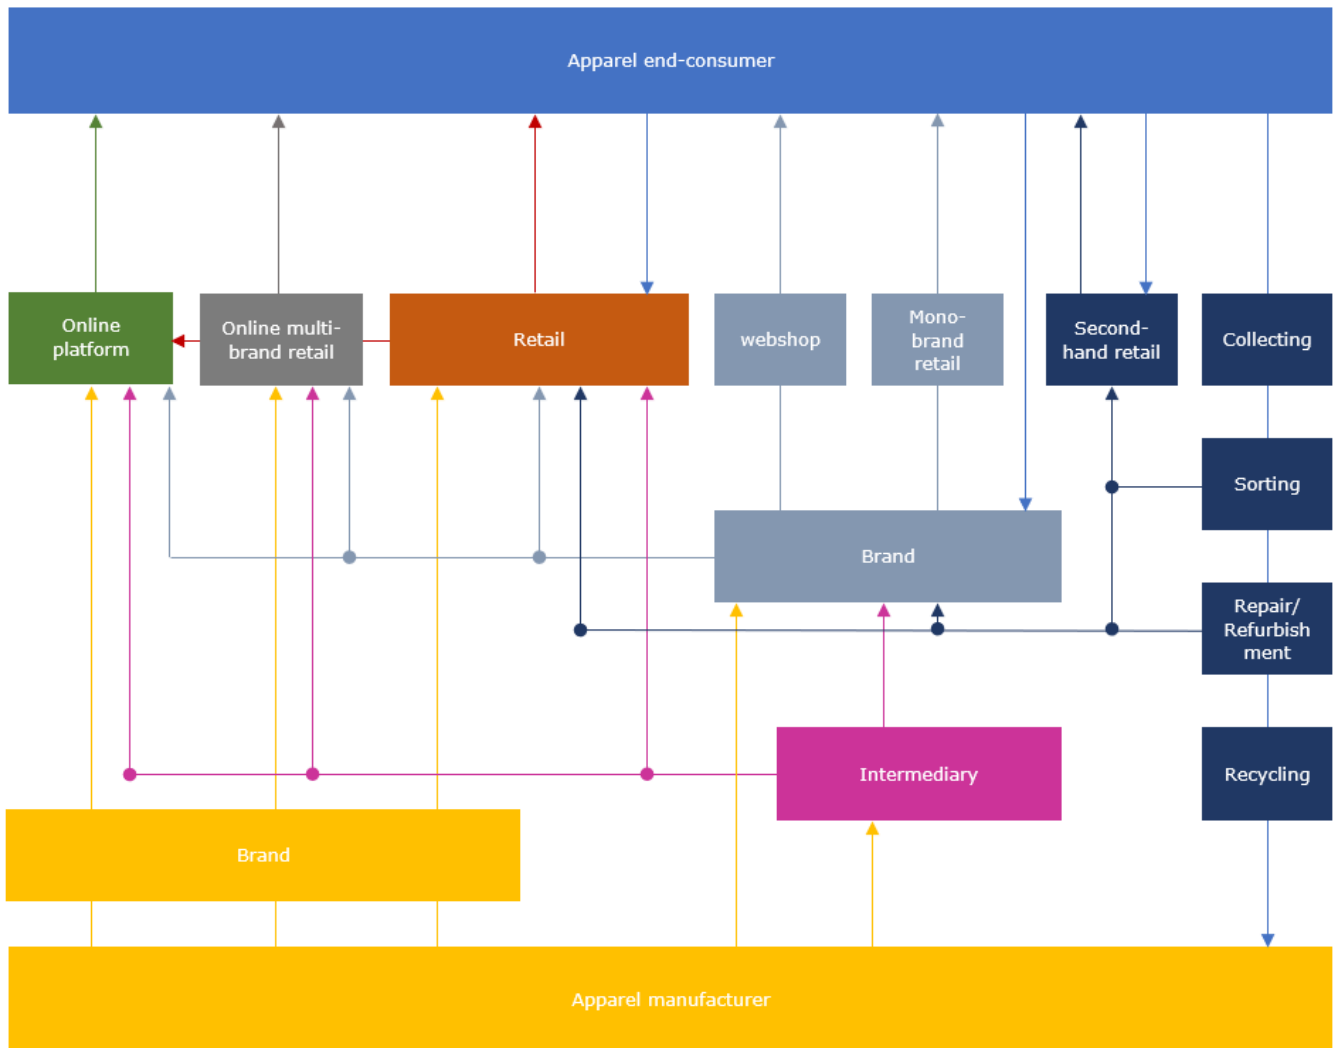 Apparel end-consumer
Online
platform
Online multi-
brand retail
Retail
webshop
Mono-
brand
retail
Second-
hand retail
Collecting
Sorting
Brand
Repair/
Refurbish
ment
Intermediary
Recycling
Brand
Apparel manufacturer